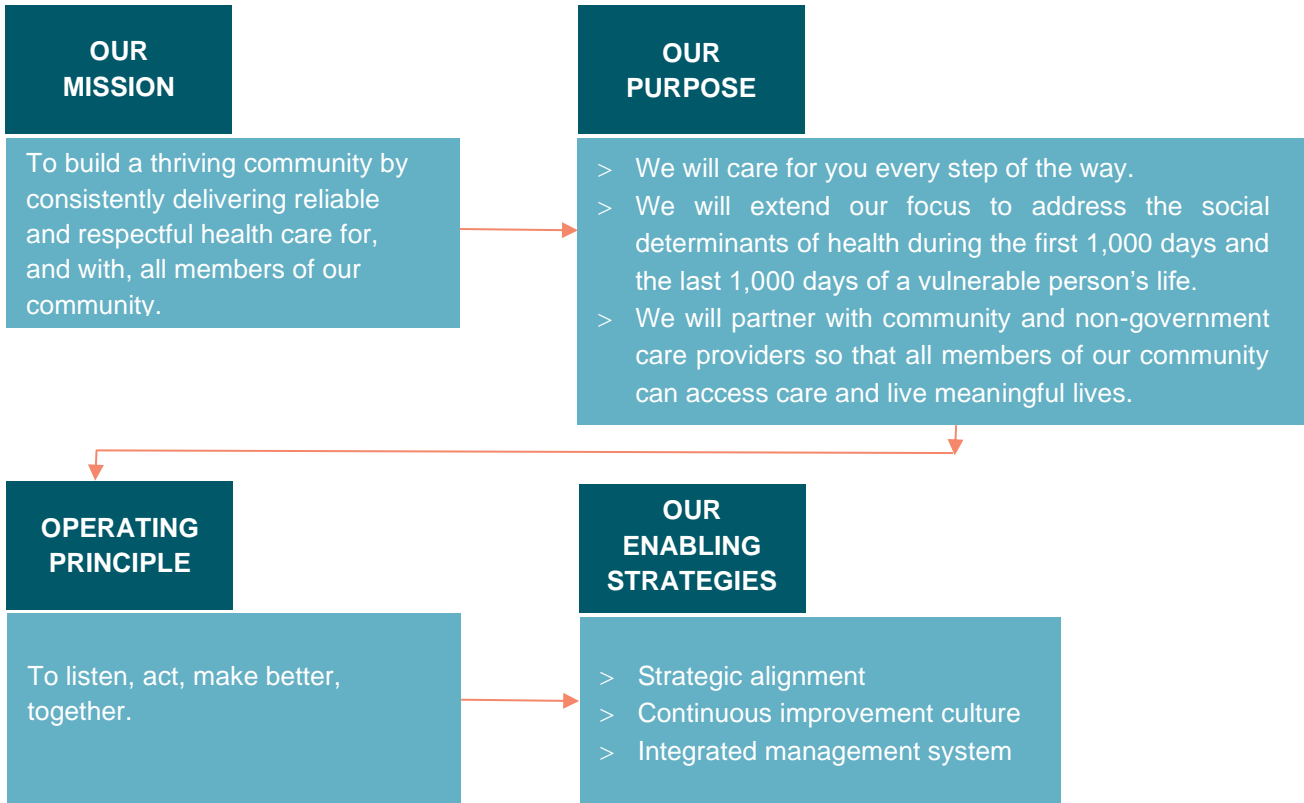 OUR
MISSION
To build a thriving community by
consistently delivering reliable
and respectful health care for,
and with, all members of our
community.
OUR
PURPOSE
> We will care for you every step of the way.
> We will extend our focus to address the social
determinants of health during the first 1,000 days and
the last 1,000 days of a vulnerable person’s life.
> We will partner with community and non-government
care providers so that all members of our community
can access care and live meaningful lives.
OPERATING
PRINCIPLE
To listen, act, make better,
together.
OUR
ENABLING
STRATEGIES
> Strategic alignment
> Continuous improvement culture
> Integrated management system